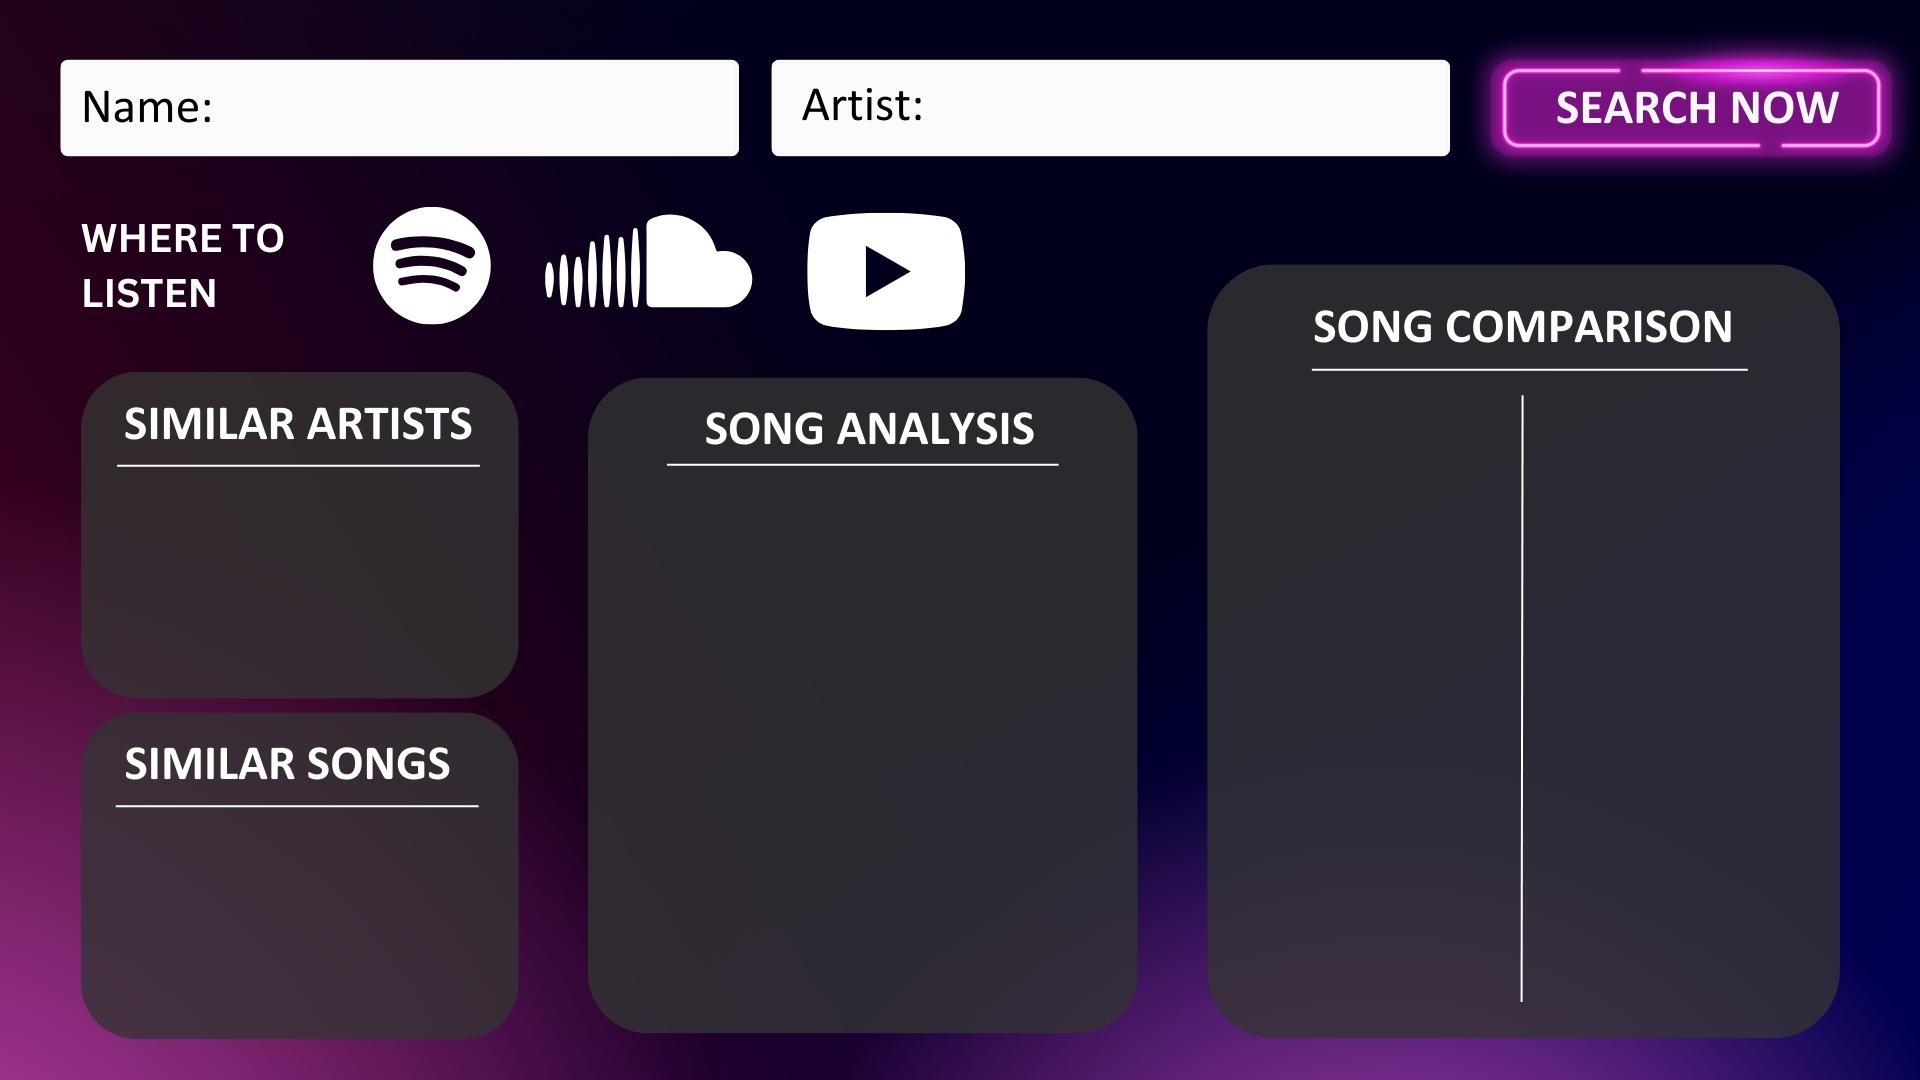 Name:
Artist:
SEARCH NOW
WHERE TO
LISTEN
SONG COMPARISON
SIMILAR ARTISTS
SONG ANALYSIS
SIMILAR SONGS